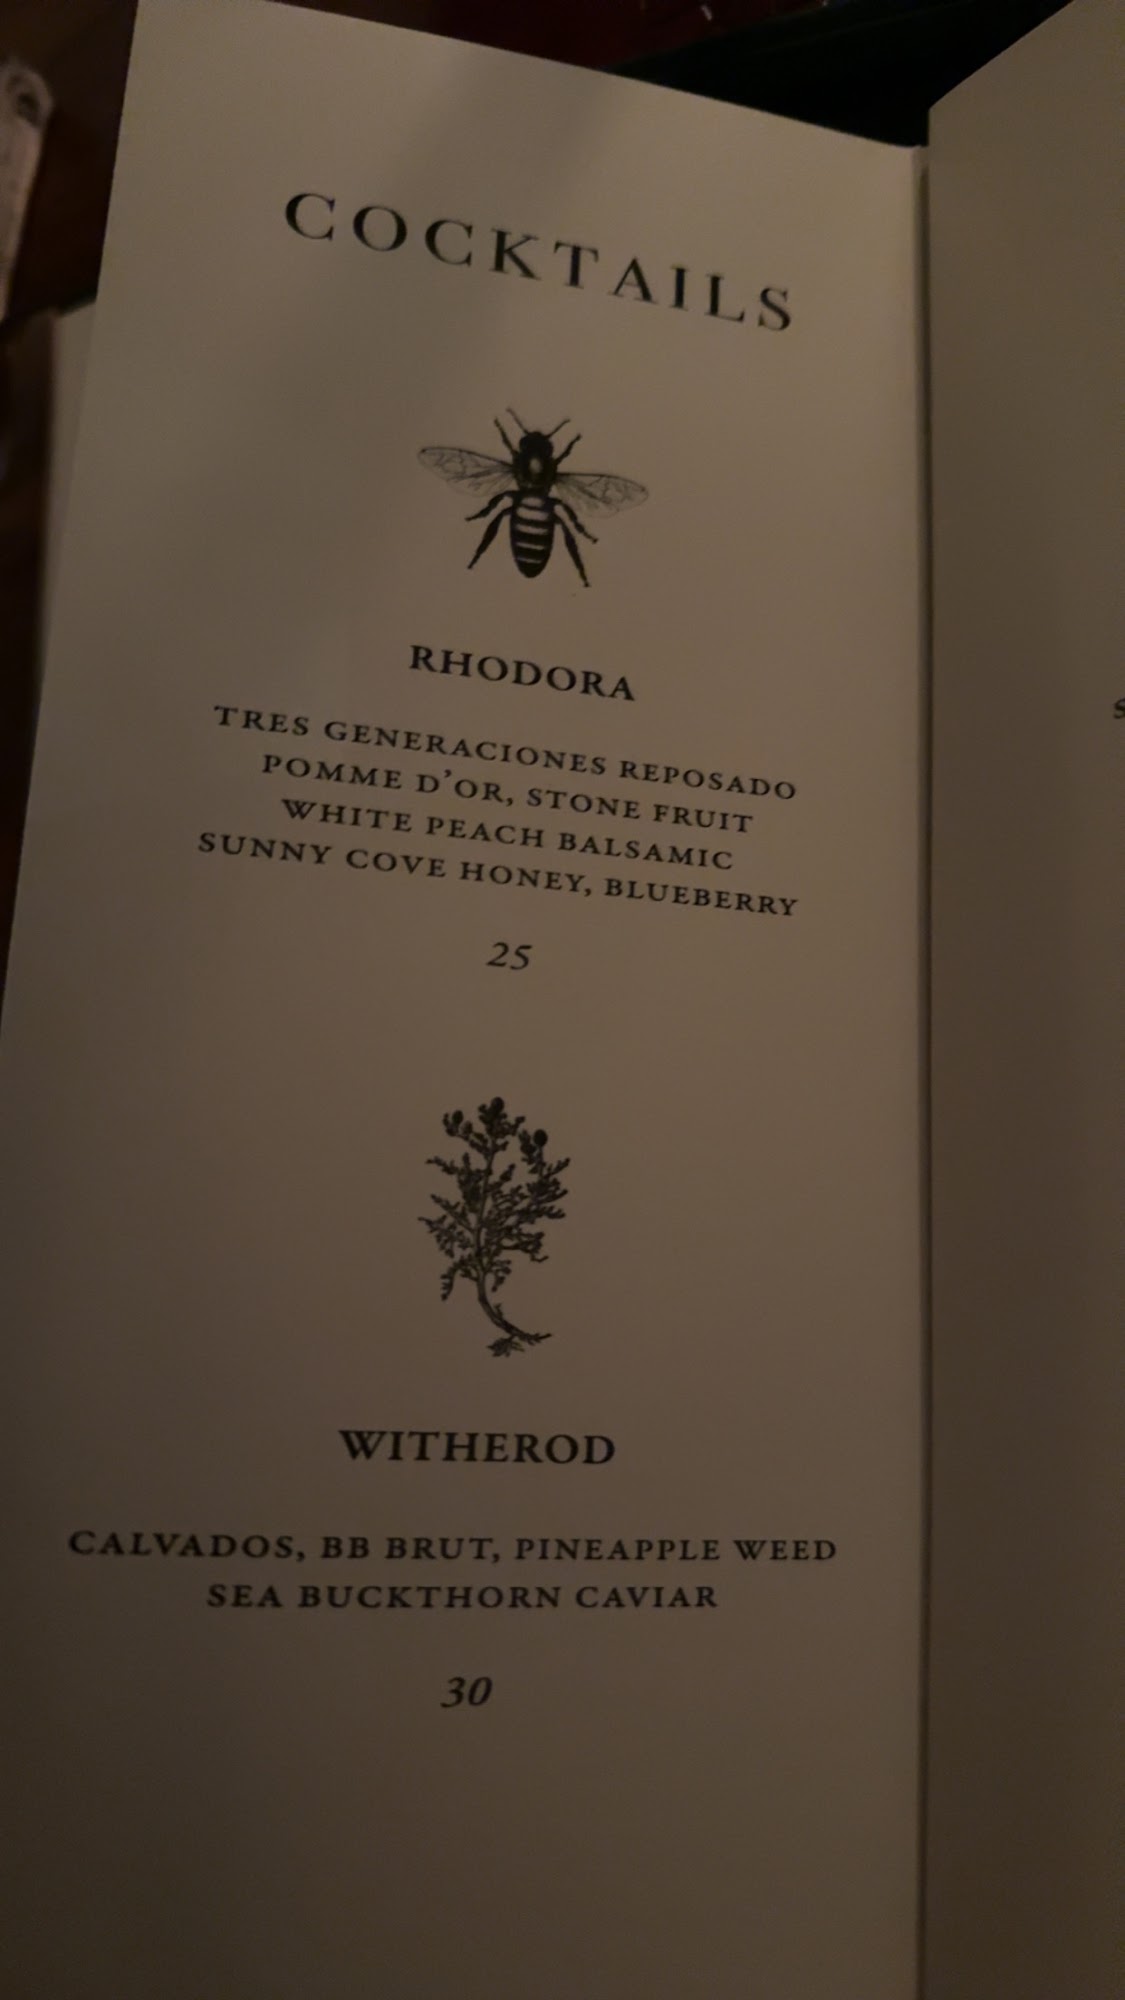 COCKTAILS
RHODORA
TRES GENERACIONES REPOSADO
POMME D'OR, STONE FRUIT
WHITE PEACH BALSAMIC
SUNNY COVE HONEY, BLUEBERRY
25
WITHEROD
CALVADOS, BB BRUT, PINEAPPLE WEED
SEA BUCKTHORN CAVIAR
30